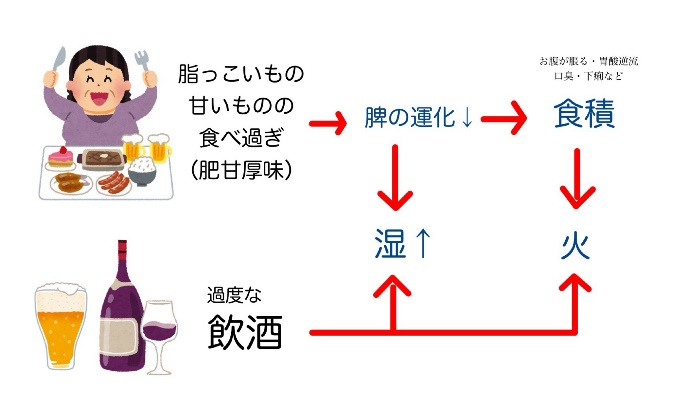 脂っこいもの
甘いものの
食べ過ぎ
(肥甘厚味)
脾の運化↓
お腹が脹る・胃酸逆流
口臭・下痢など
食積
湿↑
火
過度な
飲酒